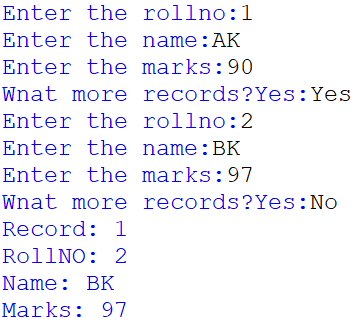 Enter the rollno:1
Enter the name:AK
Enter the marks:90
Wnat more records?Yes:Yes
Enter the rollno:2
Enter the name:BK
Enter the marks:97
Wnat more records?Yes:No
Record: 1
RollNO: 2
Name: BK
Marks: 97